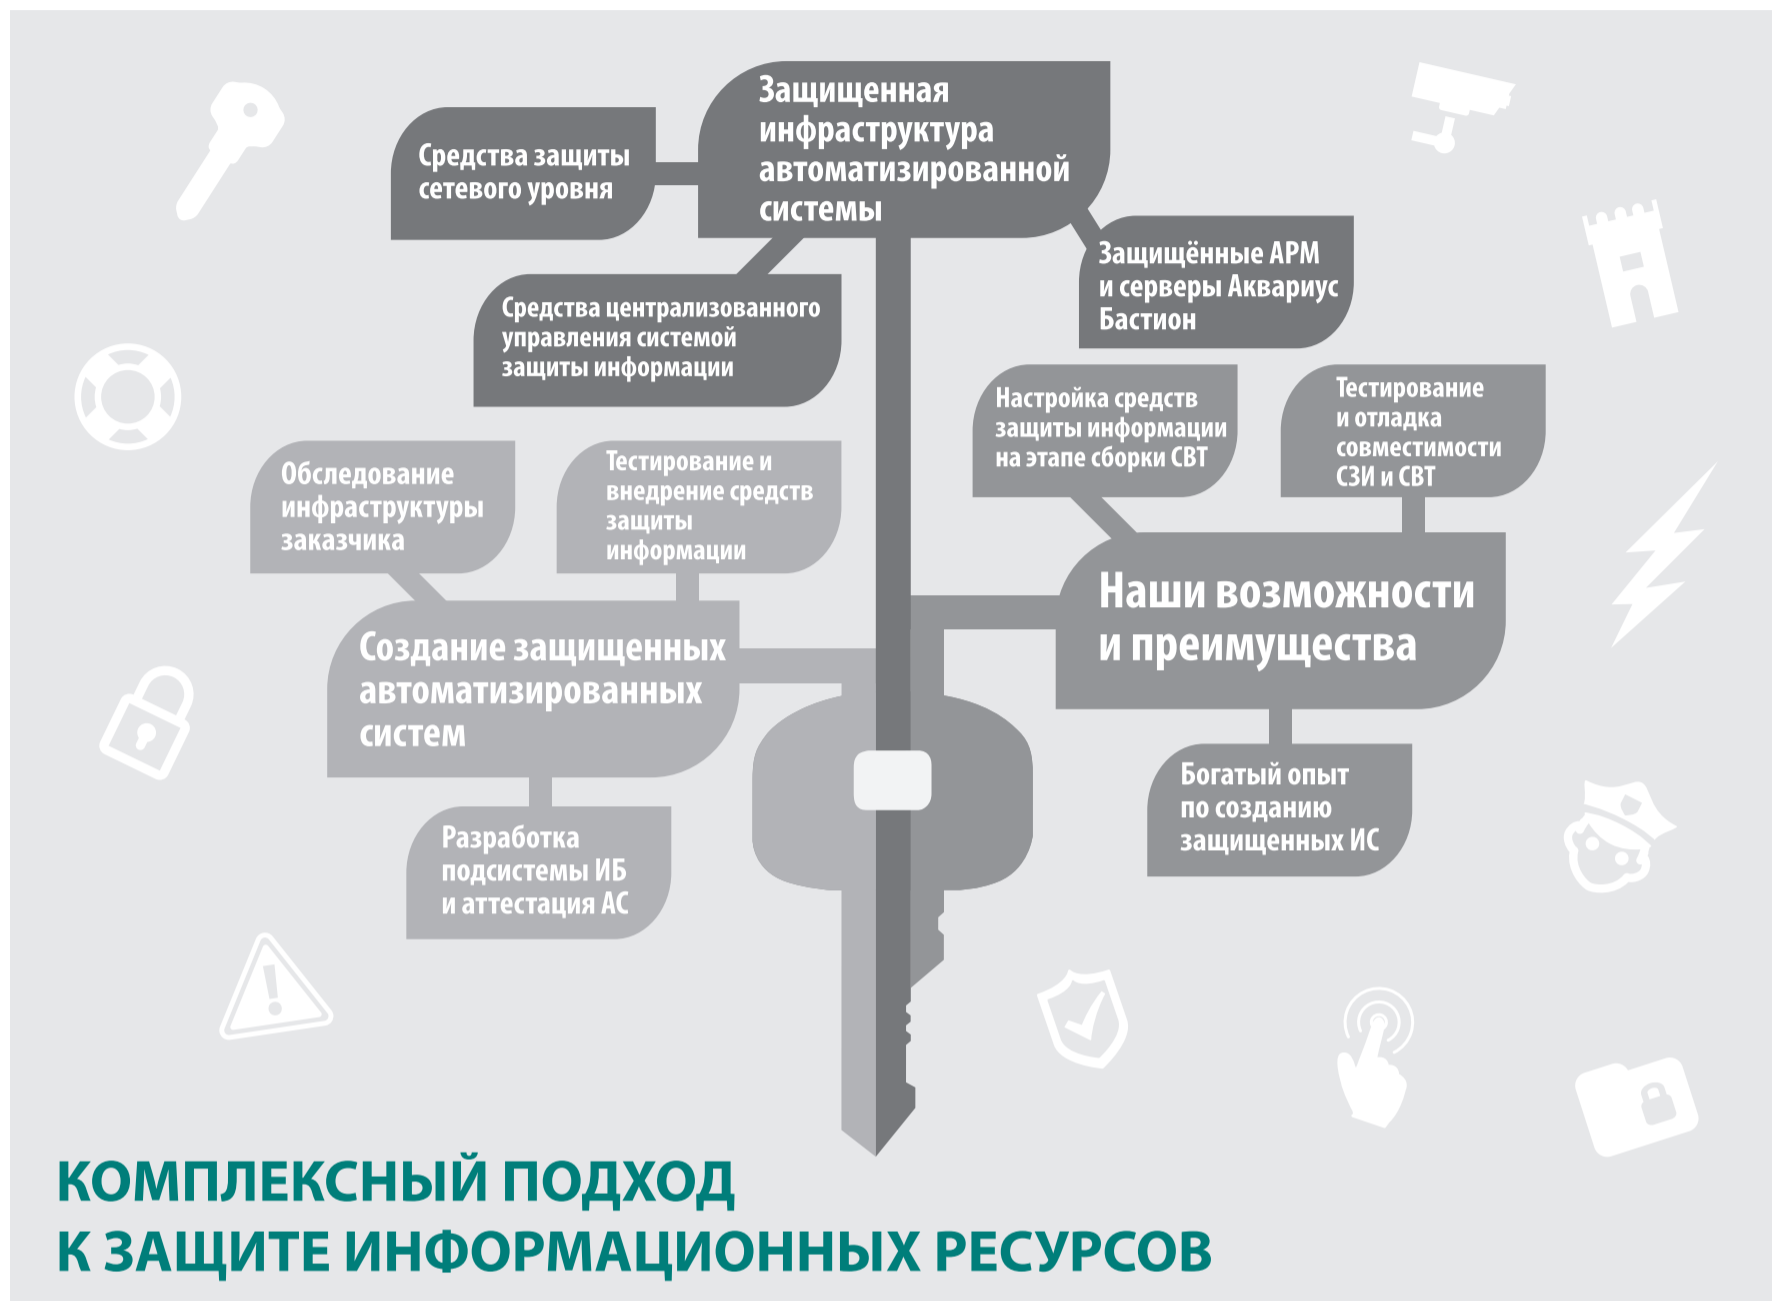 Защищенная
инфраструктура
автоматизированной
системы
Средства защиты
сетевого уровня
Защищённые АРМ
и серверы Аквариус
Бастион
Средства централизованного
управления системой
защиты информации
Настройка средств
защиты информации
на этапе сборки СВТ
Тестирование
и отладка
совместимости
СЗИ и СВТ
Обследование
инфраструктуры
заказчика
Тестирование и
внедрение средств
защиты
информации
Наши возможности
и преимущества
Создание защищенных
автоматизированных
систем
Богатый опыт
по созданию
защищенных ИС
Разработка
подсистемы ИБ
и аттестация АС
КОМПЛЕКСНЫЙ ПОДХОД
К ЗАЩИТЕ ИНФОРМАЦИОННЫХ РЕСУРСОВ